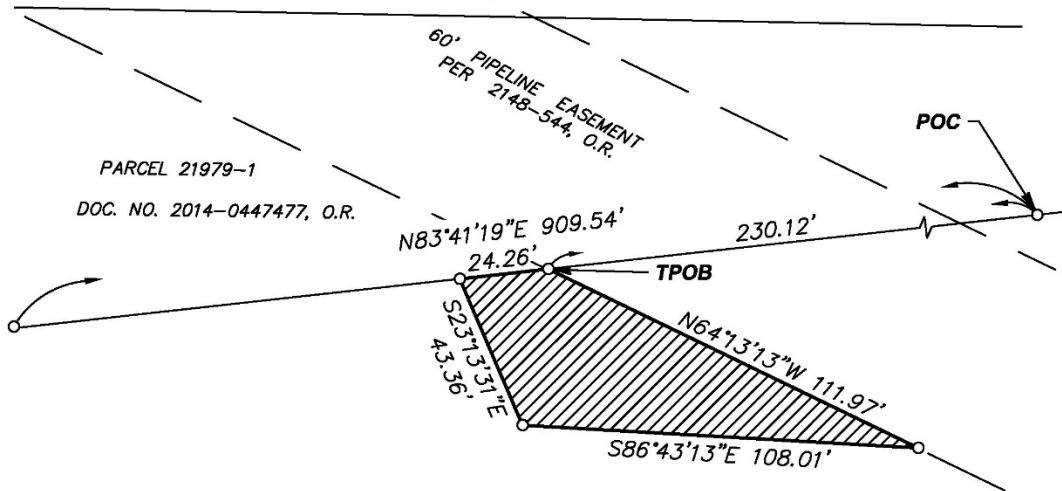 60' PIPELINE EASEMENT
PER 2148-544, O.R.
POC
PARCEL 21979-1
DOC. NO. 2014-0447477, O.R.
N83°41'19"E 909.54'
230.12'
24.26'
TPOB
S23°13'31"E
43.36'
N64°13'13"W 111.97'
S86°43'13"E 108.01'